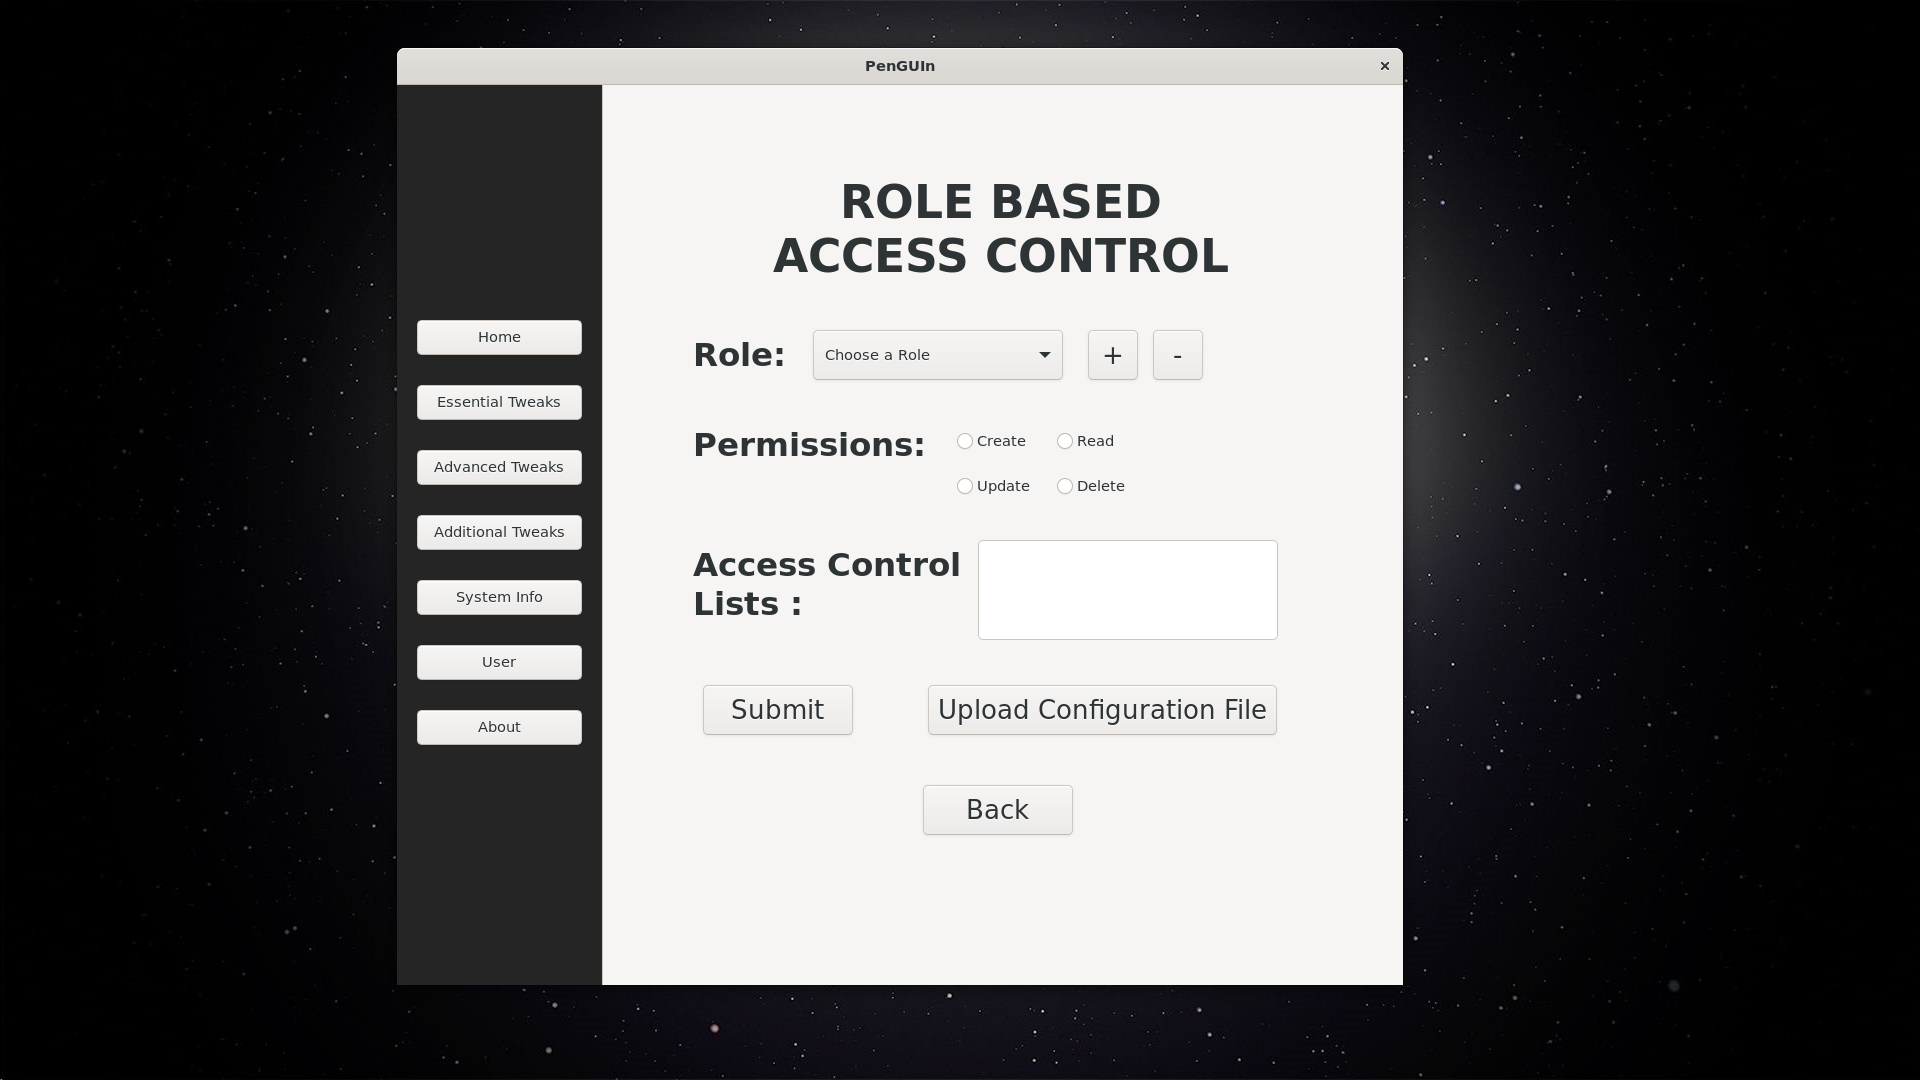 PenGUIn
×
Home
Essential Tweaks
Advanced Tweaks
Additional Tweaks
System Info
User
About
ROLE BASED
ACCESS CONTROL
Role:
Choose a Role
+
-
Permissions:
Create
Read
Update
Delete
Access Control
Lists :
Submit
Upload Configuration File
Back